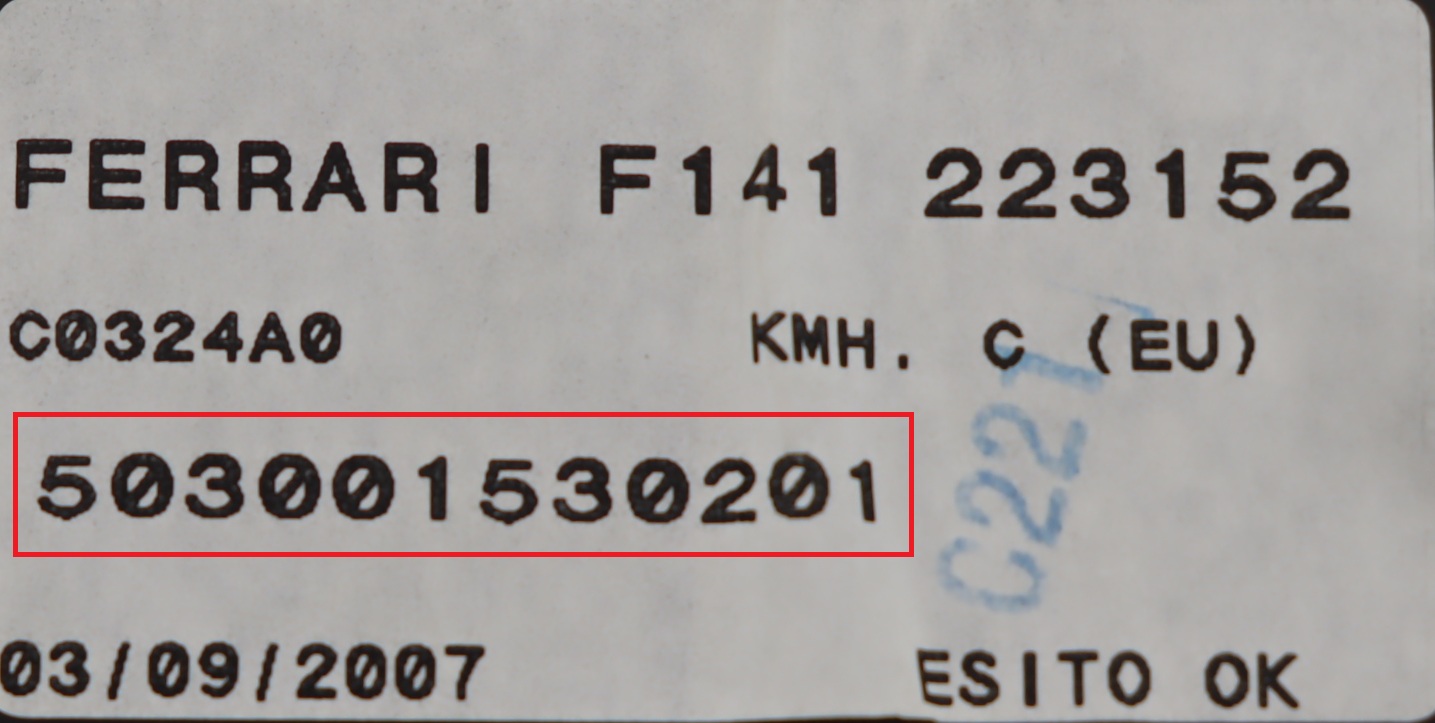 FERRARI F141 223152
C0324A0 KMH. C (EU)
503001530201
C221
03/09/2007 ESITO OK